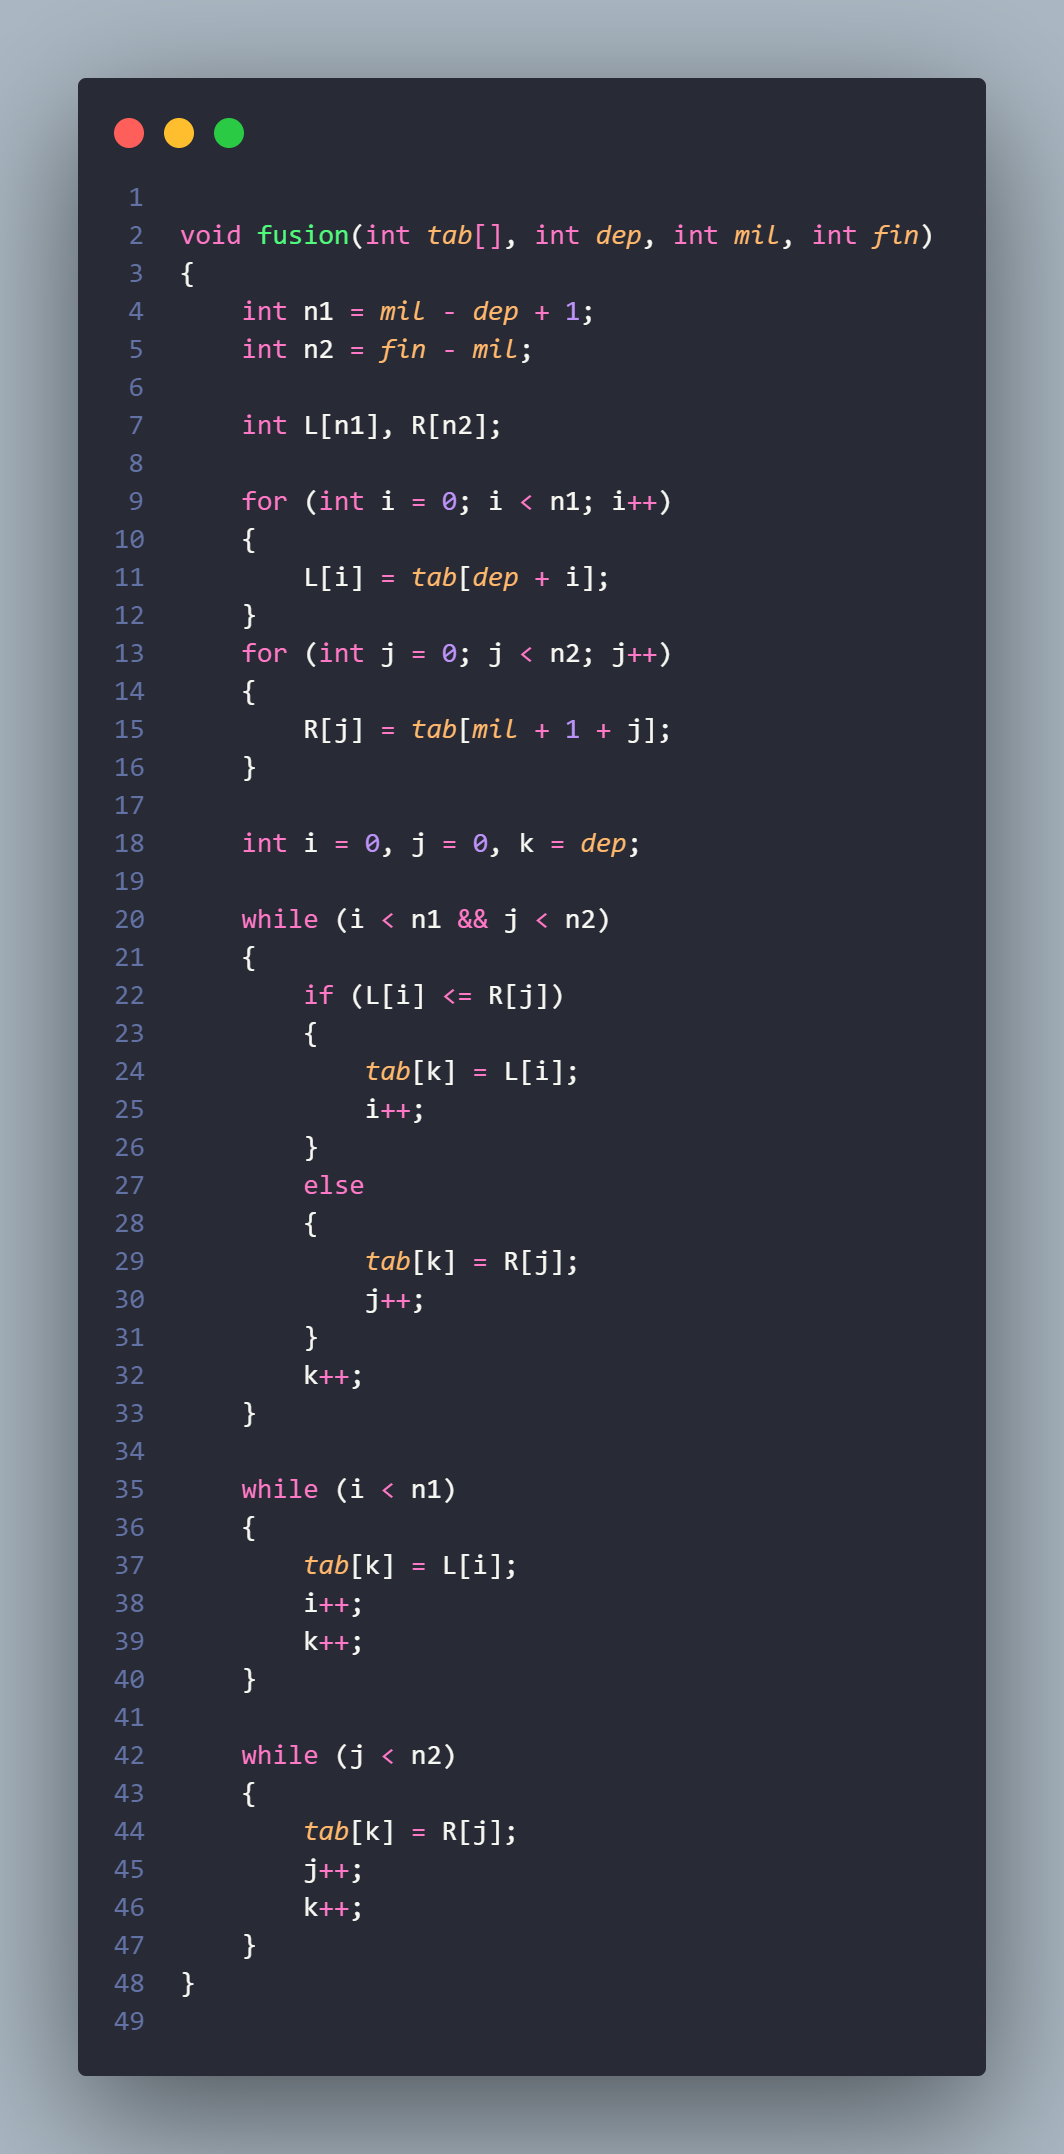 1
2 void fusion(int tab[], int dep, int mil, int fin)
3 {
4     int n1 = mil - dep + 1;
5     int n2 = fin - mil;
6
7     int L[n1], R[n2];
8
9     for (int i = 0; i < n1; i++)
10     {
11         L[i] = tab[dep + i];
12     }
13     for (int j = 0; j < n2; j++)
14     {
15         R[j] = tab[mil + 1 + j];
16     }
17
18     int i = 0, j = 0, k = dep;
19
20     while (i < n1 && j < n2)
21     {
22         if (L[i] <= R[j])
23         {
24             tab[k] = L[i];
25             i++;
26         }
27         else
28         {
29             tab[k] = R[j];
30             j++;
31         }
32         k++;
33     }
34
35     while (i < n1)
36     {
37         tab[k] = L[i];
38         i++;
39         k++;
40     }
41
42     while (j < n2)
43     {
44         tab[k] = R[j];
45         j++;
46         k++;
47     }
48 }
49